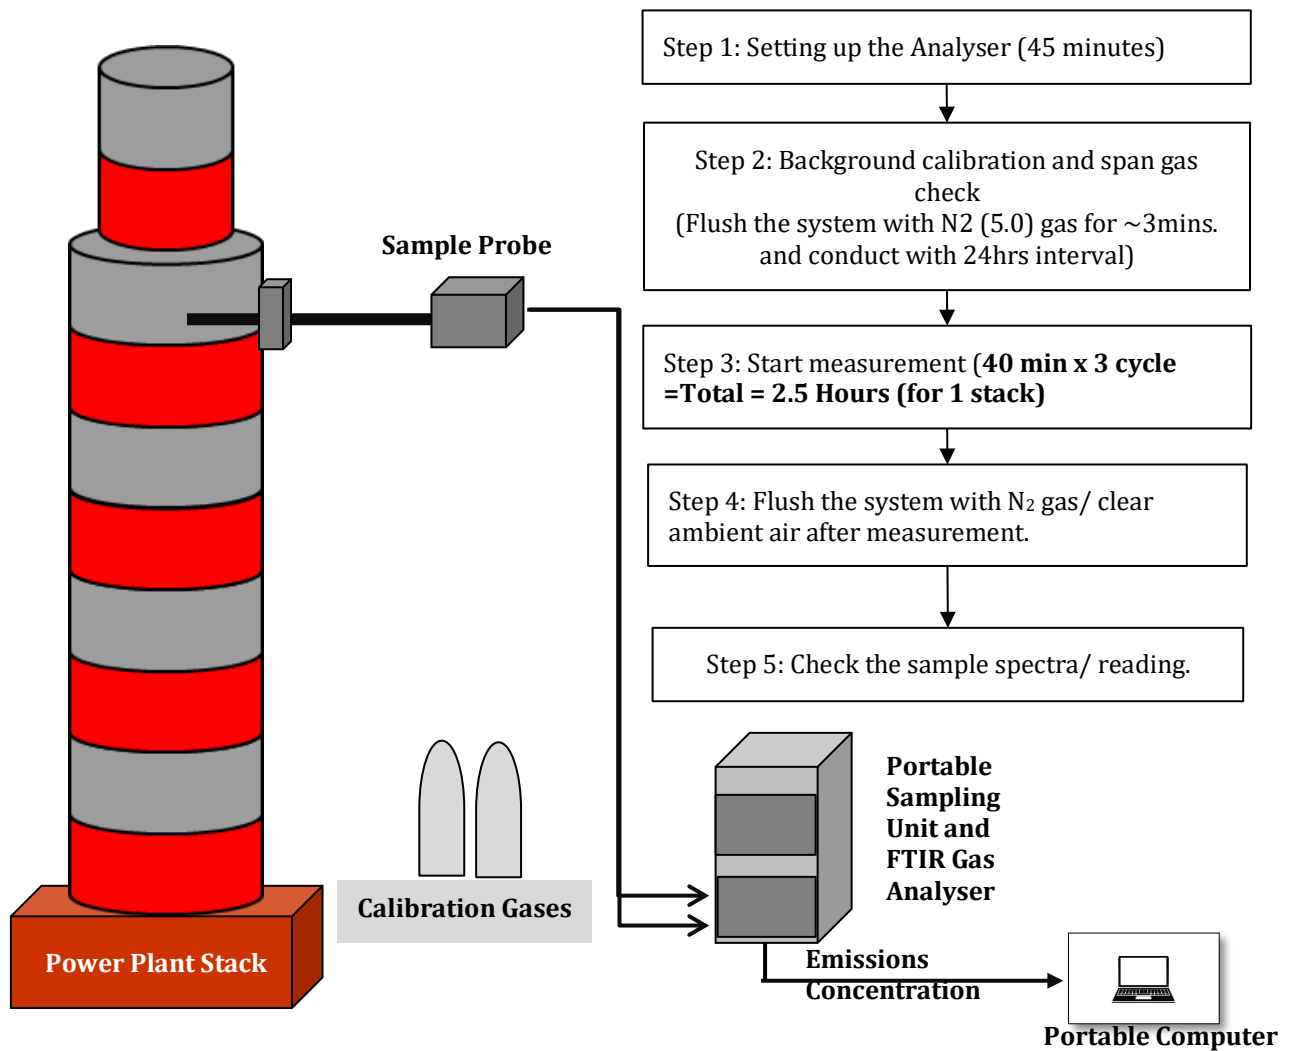 Step 1: Setting up the Analyser (45 minutes)
Step 2: Background calibration and span gas
check
(Flush the system with N2 (5.0) gas for ~3mins.
and conduct with 24hrs interval)
Sample Probe
Step 3: Start measurement (40 min x 3 cycle
=Total = 2.5 Hours (for 1 stack)
Step 4: Flush the system with N₂ gas/ clear
ambient air after measurement.
Step 5: Check the sample spectra/ reading.
Portable
Sampling
Unit and
FTIR Gas
Analyser
Calibration Gases
Power Plant Stack
Emissions
Concentration
Portable Computer